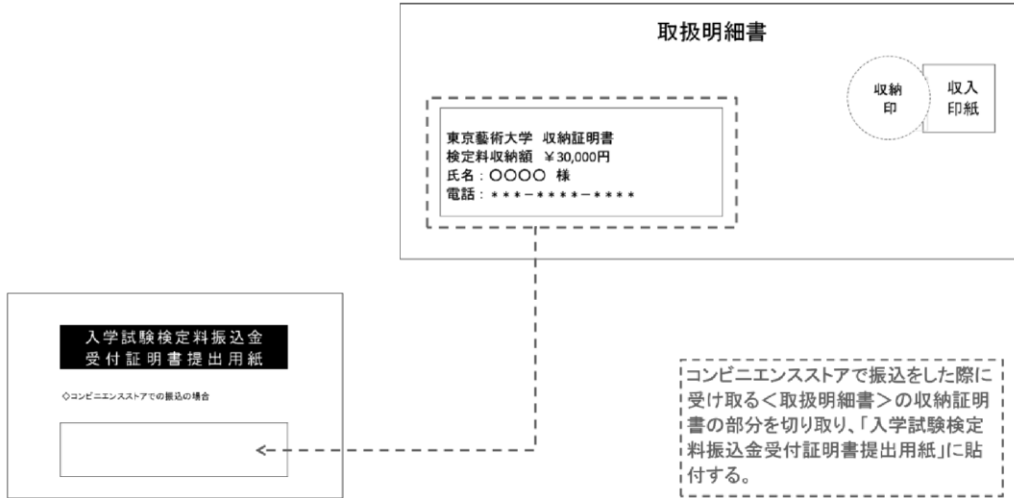 取扱明細書
収納
印
収入
印紙
東京藝術大学 収納証明書
検定料収納額 ¥30,000円
氏名：〇〇〇〇 様
電話：＊＊＊－＊＊＊＊－＊＊＊＊
入学試験検定料振込金
受付証明書提出用紙
◇コンビニエンスストアでの振込の場合
コンビニエンスストアで振込をした際に
受け取る＜取扱明細書＞の収納証明
書の部分を切り取り、「入学試験検定
料振込金受付証明書提出用紙」に貼
付する。